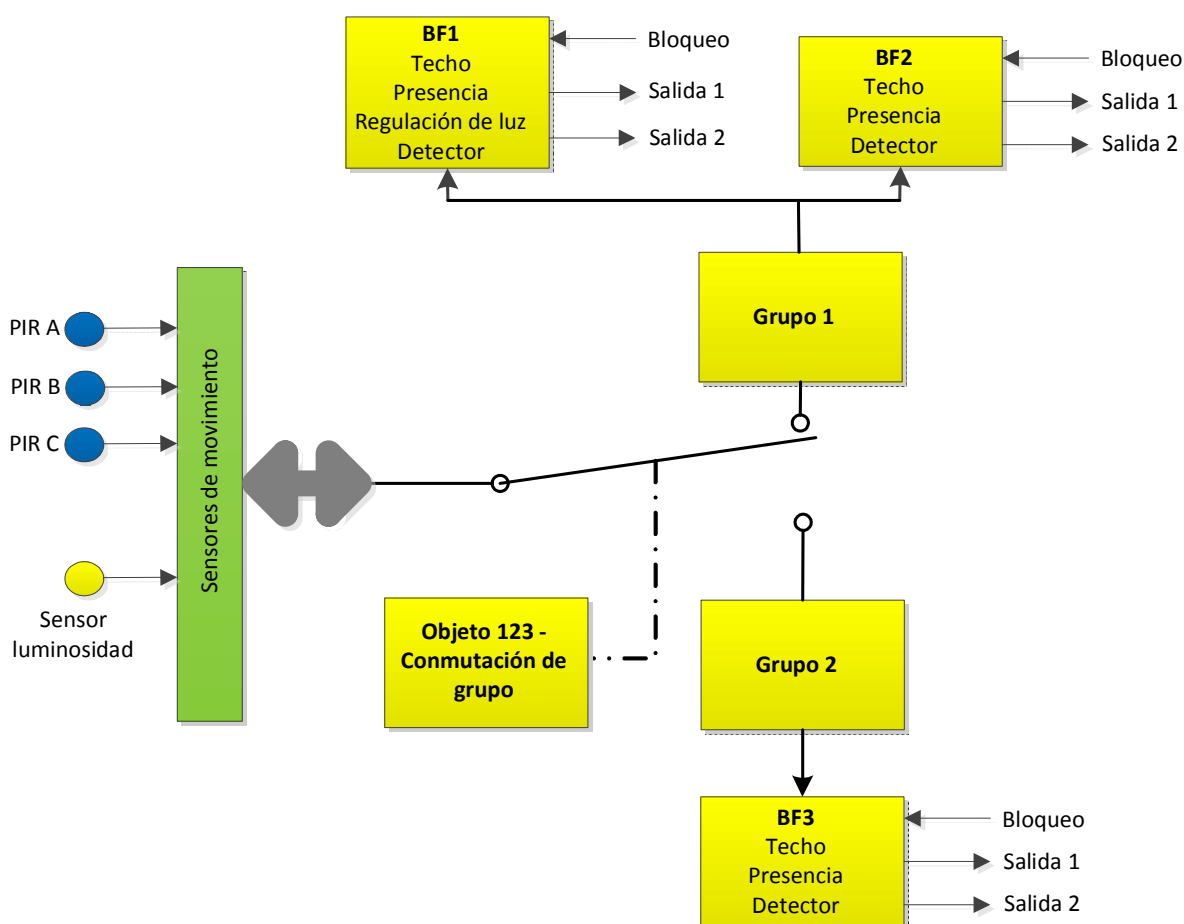 BF1
Techo
Presencia
Regulación de luz
Detector
Bloqueo
Salida 1
Salida 2
BF2
Techo
Presencia
Detector
Bloqueo
Salida 1
Salida 2
Grupo 1
PIR A
PIR B
PIR C
Sensor
luminosidad
Sensores de movimiento
Objeto 123 -
Conmutación de
grupo
Grupo 2
BF3
Techo
Presencia
Detector
Bloqueo
Salida 1
Salida 2